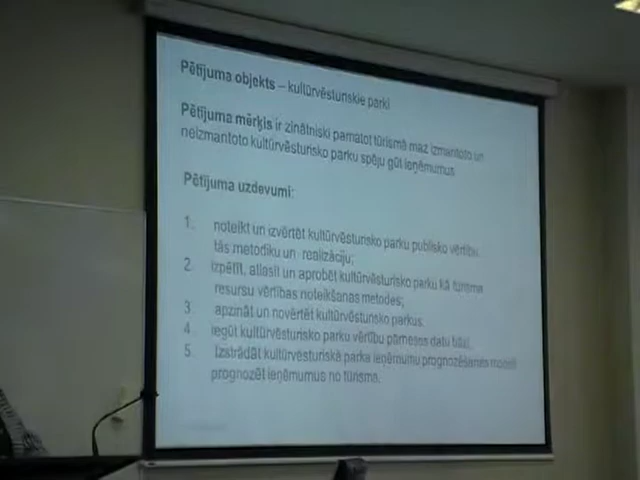 Pētījuma objekts – kultūrvēsturiskie parki
Pētījuma mērķis ir zinātniski pamatot tūrismā maz izmantoto un
neizmantoto kultūrvēsturisko parku spēju gūt ieņēmumus
Pētījuma uzdevumi:
1. noteikt un izvērtēt kultūrvēsturisko parku publisko vērtību,
tās metodiku un realizāciju;
2. izpētīt, atlasīt un aprobēt kultūrvēsturisko parku kā tūrisma
resursu vērtības noteikšanas metodes;
3. apzināt un novērtēt kultūrvēsturisko parkus;
4. iegūt kultūrvēsturisko parku vērtību pārneses datu bāzi,
5. Izstrādāt kultūrvēsturiskā parka ieņēmumu prognozēšanas modeli
prognozēt ieņēmumus no tūrisma.